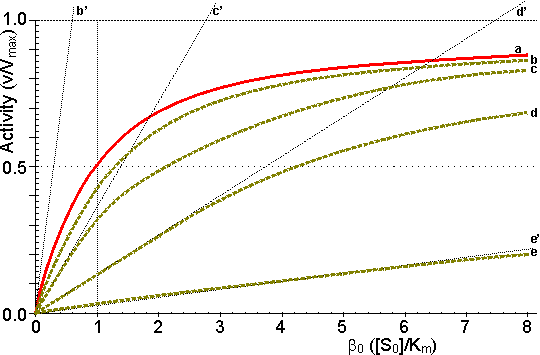 b' c' d'
1.0
a
b
c
d
0.5
e'
e
0.0
0 1 2 3 4 5 6 7 8
Activity (v/Vmax)
β0 ([S0]/Km)